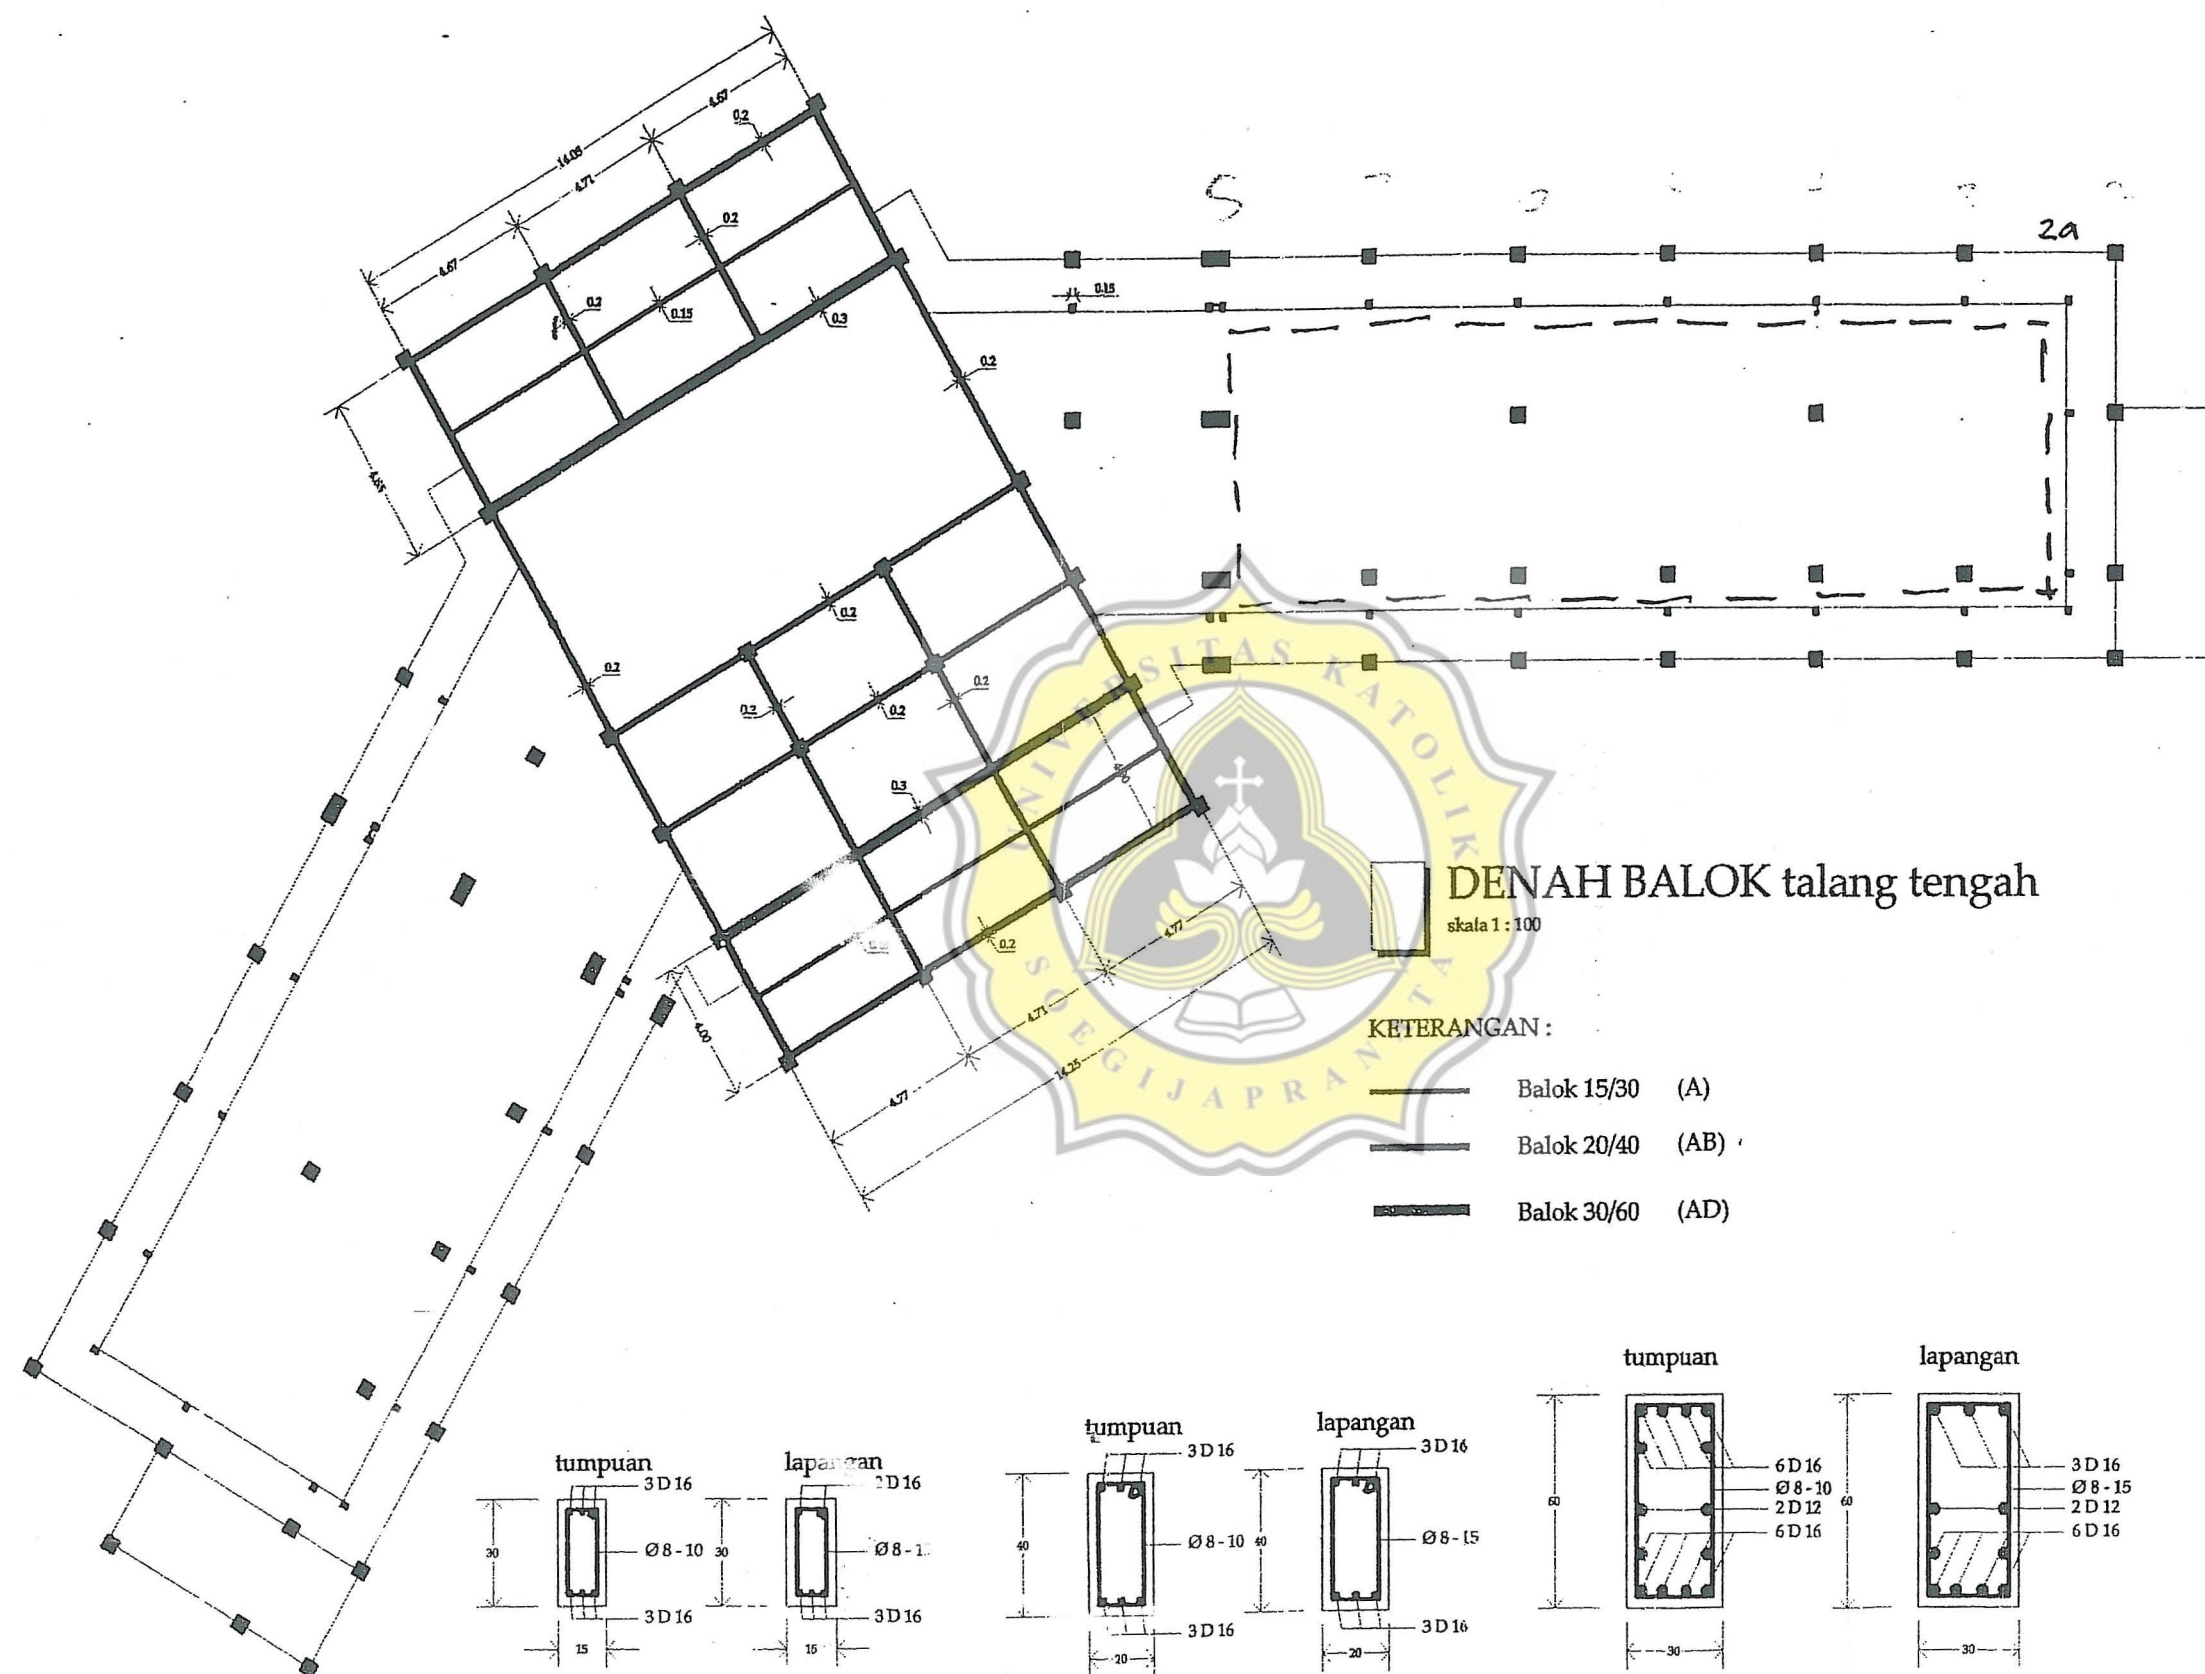 14.05
4.67
4.71
4.67
0.2
0.2
0.2
0.15
0.3
0.2
4.65
0.15
S
2a
0.2
0.2
0.2
0.2
0.2
0.3
0.2
4.00
4.77
4.71
4.77
14.25
UNIVERSITAS KATOLIK
SOEGIJAPRANATA
DENAH BALOK talang tengah
skala 1 : 100
KETERANGAN :
Balok 15/30 (A)
Balok 20/40 (AB)
Balok 30/60 (AD)
tumpuan
3 D 16
Ø 8 - 10
3 D 16
30
15
lapangan
3 D 16
30
15
tumpuan
3 D 16
Ø 8 - 10
3 D 16
40
20
lapangan
3 D 16
Ø 8 - 15
3 D 16
40
20
tumpuan
6 D 16
Ø 8 - 10
2 D 12
6 D 16
60
30
lapangan
3 D 16
Ø 8 - 15
2 D 12
6 D 16
60
30